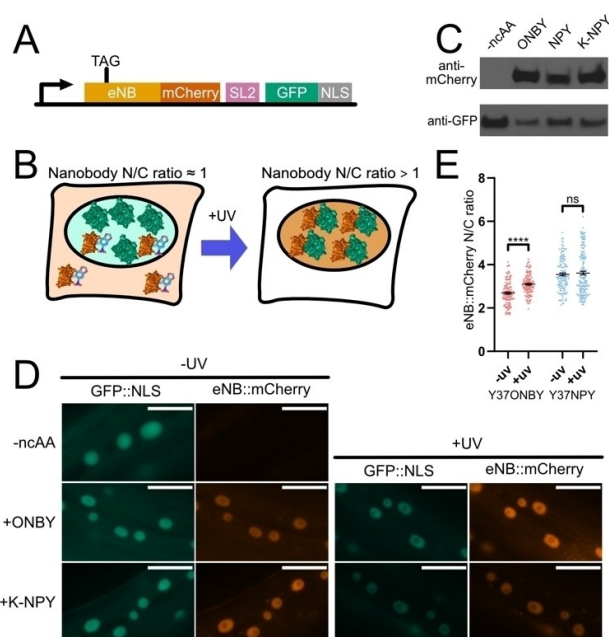 A
TAG
eNB mCherry SL2 GFP NLS
B
Nanobody N/C ratio ≈ 1
Nanobody N/C ratio > 1
+UV
C
-ncAA ONBY NPY K-NPY
anti-
mCherry
anti-GFP
E
eNB::mCherry N/C ratio
8
6
4
2
0
**** ns
-uv +uv -uv +uv
Y37ONBY Y37NPY
D
-UV
GFP::NLS eNB::mCherry
-ncAA
+UV
GFP::NLS eNB::mCherry
+ONBY
+K-NPY